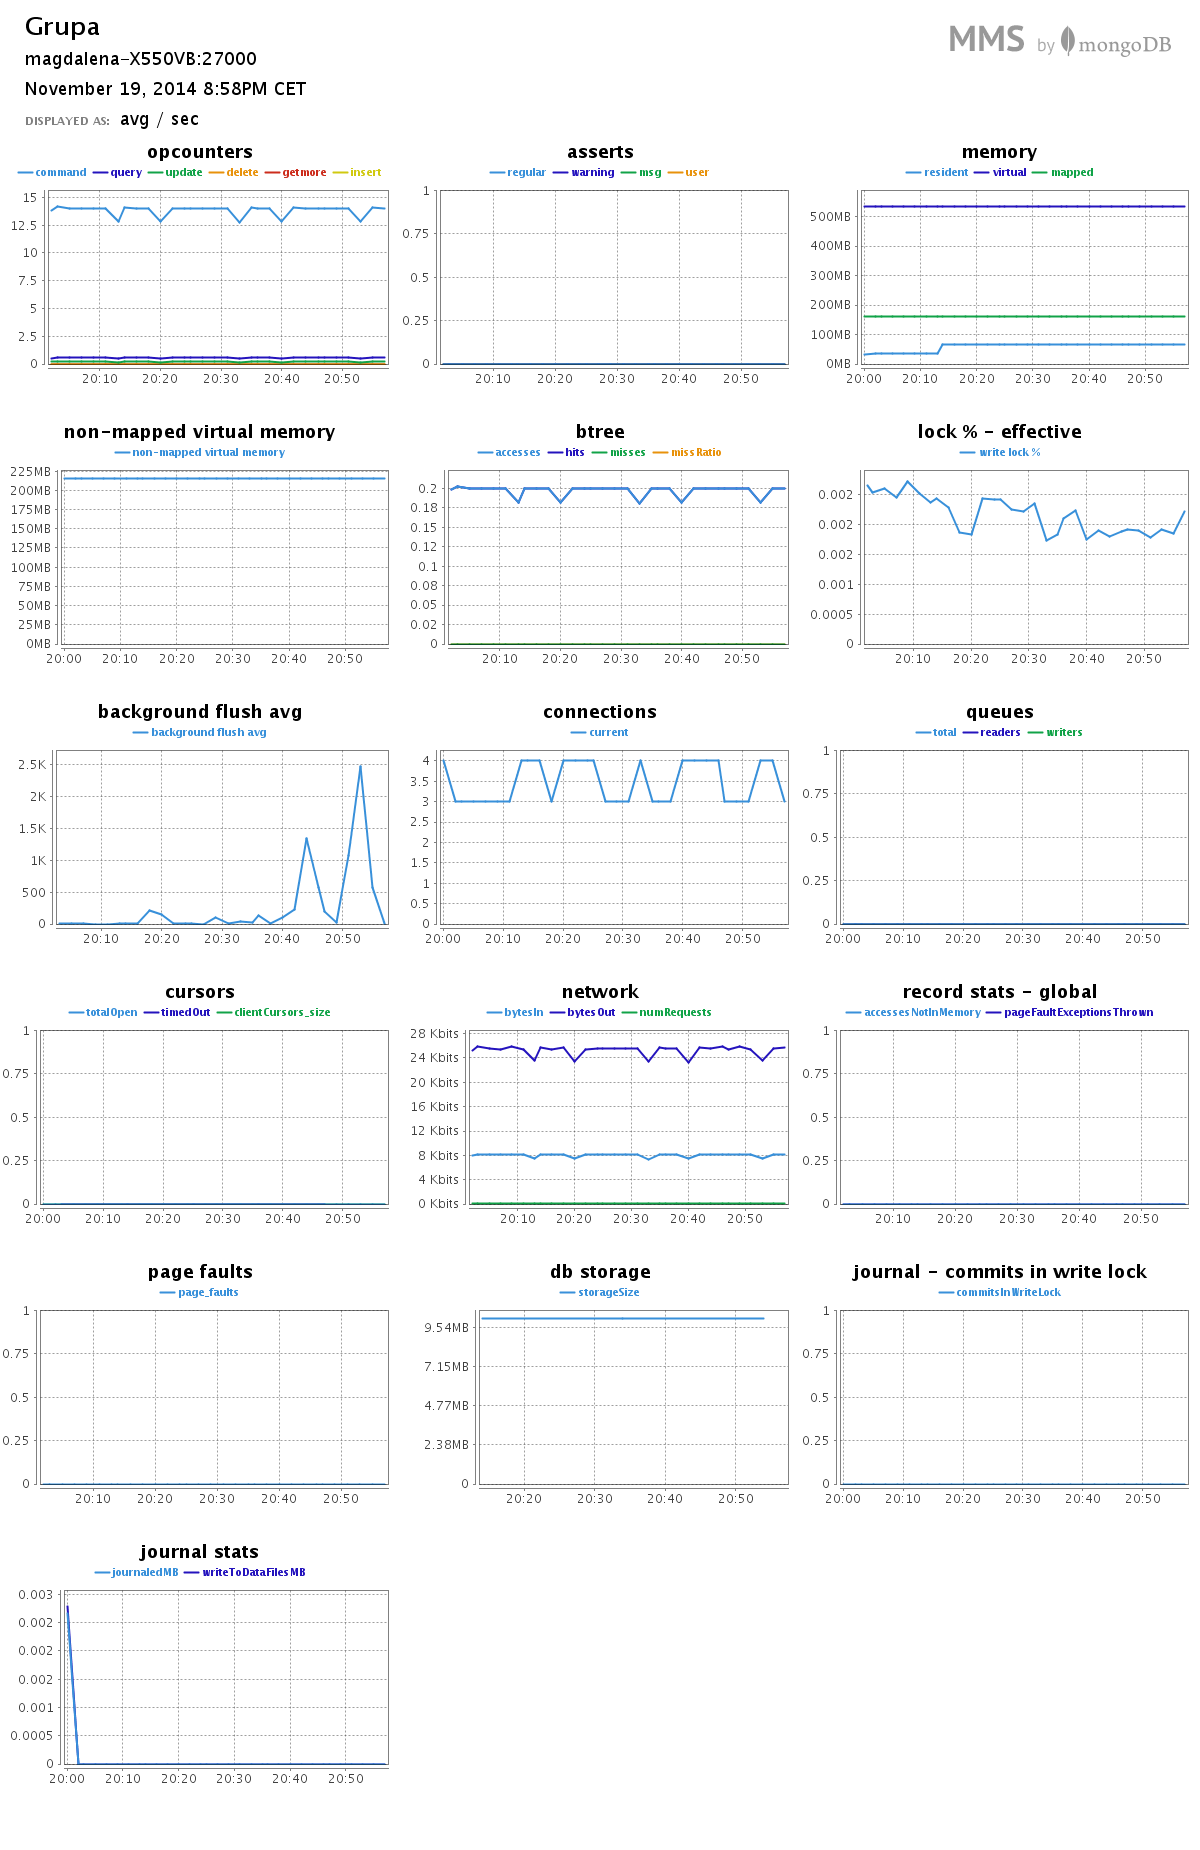 Grupa
magdalena-X550VB:27000
November 19, 2014 8:58PM CET
DISPLAYED AS: avg / sec
MMS by mongoDB
opcounters
command query update delete getmore insert
15
12.5
10
7.5
5
2.5
0
20:10 20:20 20:30 20:40 20:50
asserts
regular warning msg user
1
0.75
0.5
0.25
0
20:10 20:20 20:30 20:40 20:50
memory
resident virtual mapped
500MB
400MB
300MB
200MB
100MB
0MB
20:00 20:10 20:20 20:30 20:40 20:50
non-mapped virtual memory
non-mapped virtual memory
225MB
200MB
175MB
150MB
125MB
100MB
75MB
50MB
25MB
0MB
20:00 20:10 20:20 20:30 20:40 20:50
btree
accesses hits misses missRatio
0.2
0.18
0.15
0.12
0.1
0.08
0.05
0.02
0
20:10 20:20 20:30 20:40 20:50
lock % - effective
write lock %
0.002
0.002
0.002
0.001
0.0005
0
20:10 20:20 20:30 20:40 20:50
background flush avg
background flush avg
2.5K
2K
1.5K
1K
500
0
20:10 20:20 20:30 20:40 20:50
connections
current
4
3.5
3
2.5
2
1.5
1
0.5
0
20:00 20:10 20:20 20:30 20:40 20:50
queues
total readers writers
1
0.75
0.5
0.25
0
20:00 20:10 20:20 20:30 20:40 20:50
cursors
totalOpen timedOut clientCursors_size
1
0.75
0.5
0.25
0
20:00 20:10 20:20 20:30 20:40 20:50
network
bytesIn bytesOut numRequests
28 Kbits
24 Kbits
20 Kbits
16 Kbits
12 Kbits
8 Kbits
4 Kbits
0 Kbits
20:10 20:20 20:30 20:40 20:50
record stats - global
accessesNotInMemory pageFaultExceptionsThrown
1
0.75
0.5
0.25
0
20:10 20:20 20:30 20:40 20:50
page faults
page_faults
1
0.75
0.5
0.25
0
20:10 20:20 20:30 20:40 20:50
db storage
storageSize
9.54MB
7.15MB
4.77MB
2.38MB
0
20:20 20:30 20:40 20:50
journal - commits in write lock
commitsInWriteLock
1
0.75
0.5
0.25
0
20:00 20:10 20:20 20:30 20:40 20:50
journal stats
journaledMB writeToDataFilesMB
0.003
0.002
0.002
0.002
0.001
0.0005
0
20:00 20:10 20:20 20:30 20:40 20:50